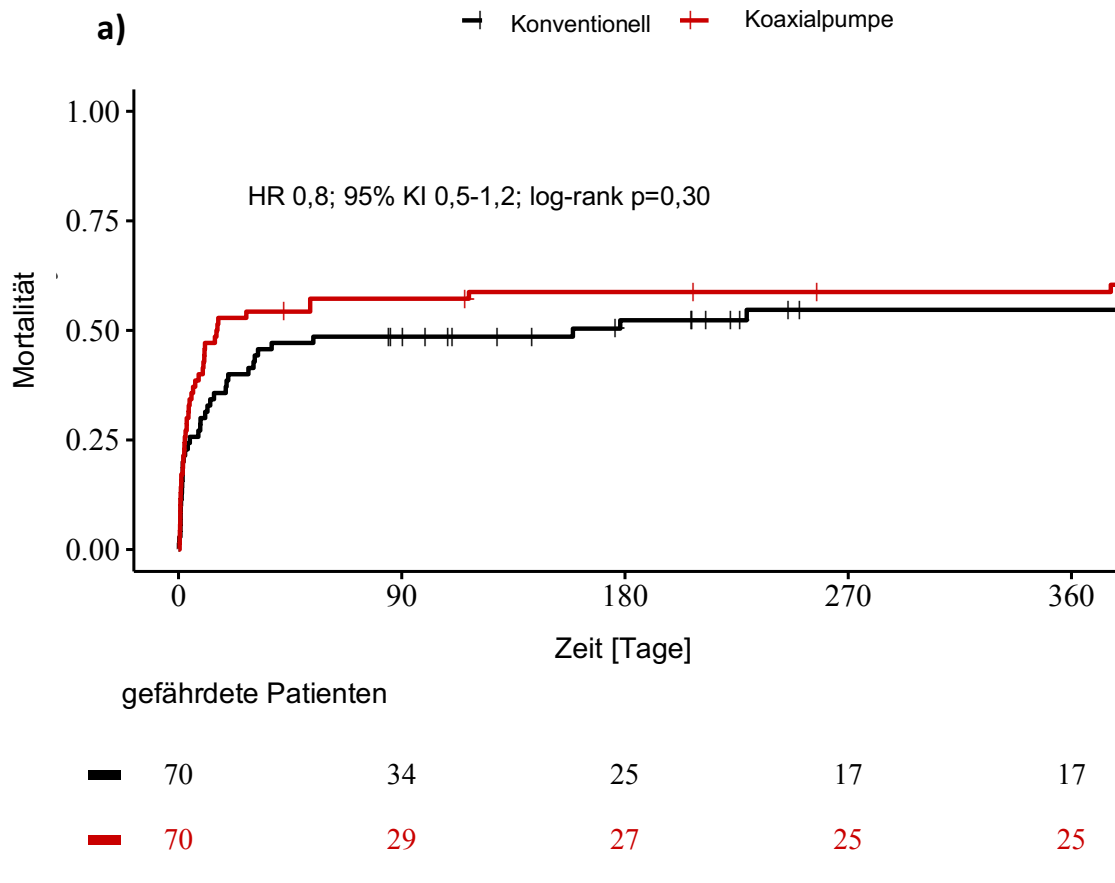 a)
Konventionell Koaxialpumpe
1.00
HR 0,8; 95% KI 0,5-1,2; log-rank p=0,30
0.75
Mortalität
0.50
0.25
0.00
0 90 180 270 360
Zeit [Tage]
gefährdete Patienten
70 34 25 17 17
70 29 27 25 25